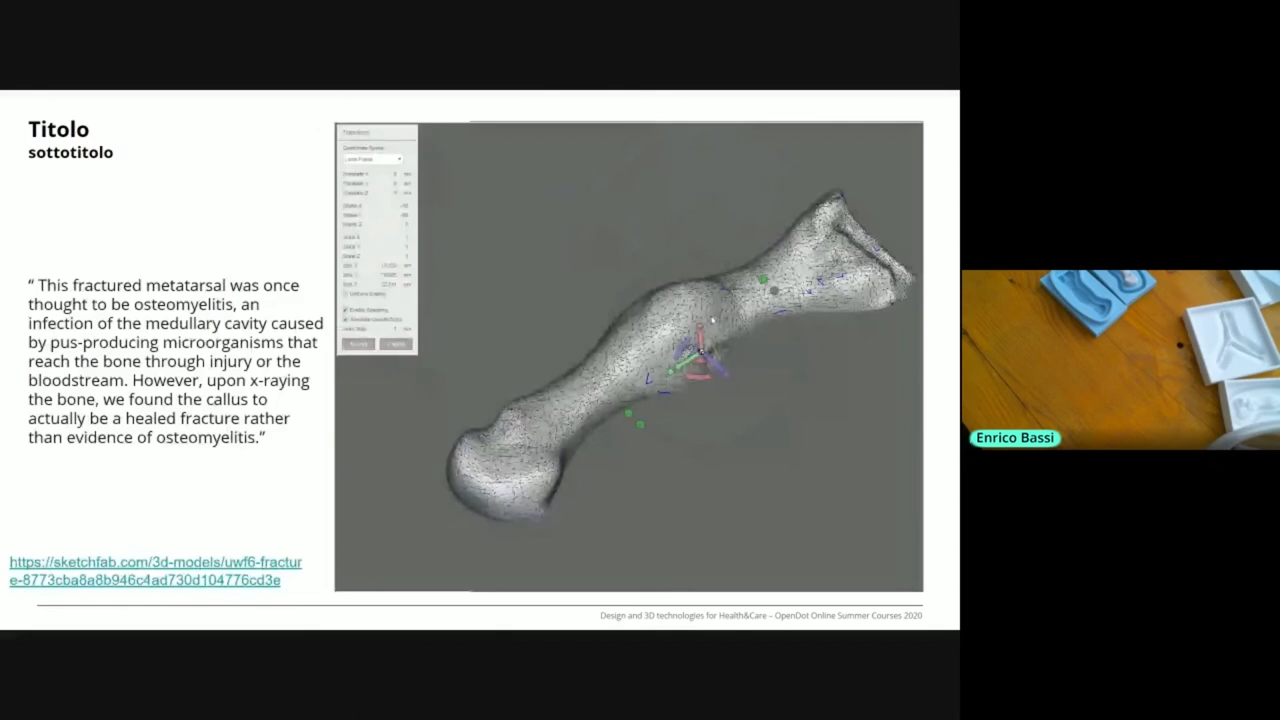 Titolo
sottotitolo
“ This fractured metatarsal was once
thought to be osteomyelitis, an
infection of the medullary cavity caused
by pus-producing microorganisms that
reach the bone through injury or the
bloodstream. However, upon x-raying
the bone, we found the callus to
actually be a healed fracture rather
than evidence of osteomyelitis.”
https://sketchfab.com/3d-models/uwf6-fractur
e-8773cba8a8b946c4ad730d104776cd3e
Design and 3D technologies for Health&Care – OpenDot Online Summer Courses 2020
Enrico Bassi